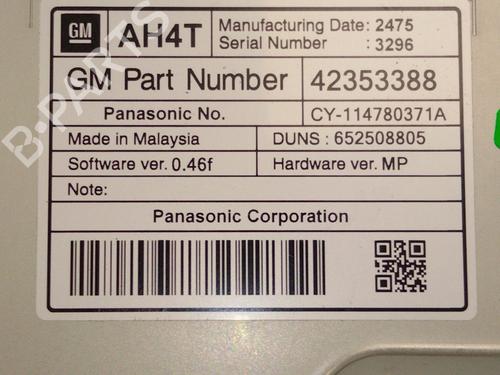 GM AH4T Manufacturing Date: 2475
Serial Number : 3296
GM Part Number 42353388
Panasonic No. CY-114780371A
Made in Malaysia DUNS : 652508805
Software ver. 0.46f Hardware ver. MP
Note:
Panasonic Corporation
B-PARTS